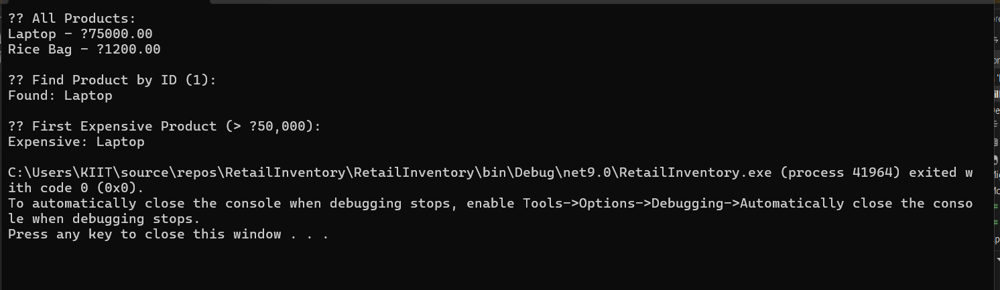 ?? All Products:
Laptop - ?75000.00
Rice Bag - ?1200.00
?? Find Product by ID (1):
Found: Laptop
?? First Expensive Product (> ?50,000):
Expensive: Laptop
C:\Users\KIIT\source\repos\RetailInventory\RetailInventory\bin\Debug\net9.0\RetailInventory.exe (process 41964) exited w
ith code 0 (0x0).
To automatically close the console when debugging stops, enable Tools->Options->Debugging->Automatically close the conso
le when debugging stops.
Press any key to close this window . . .